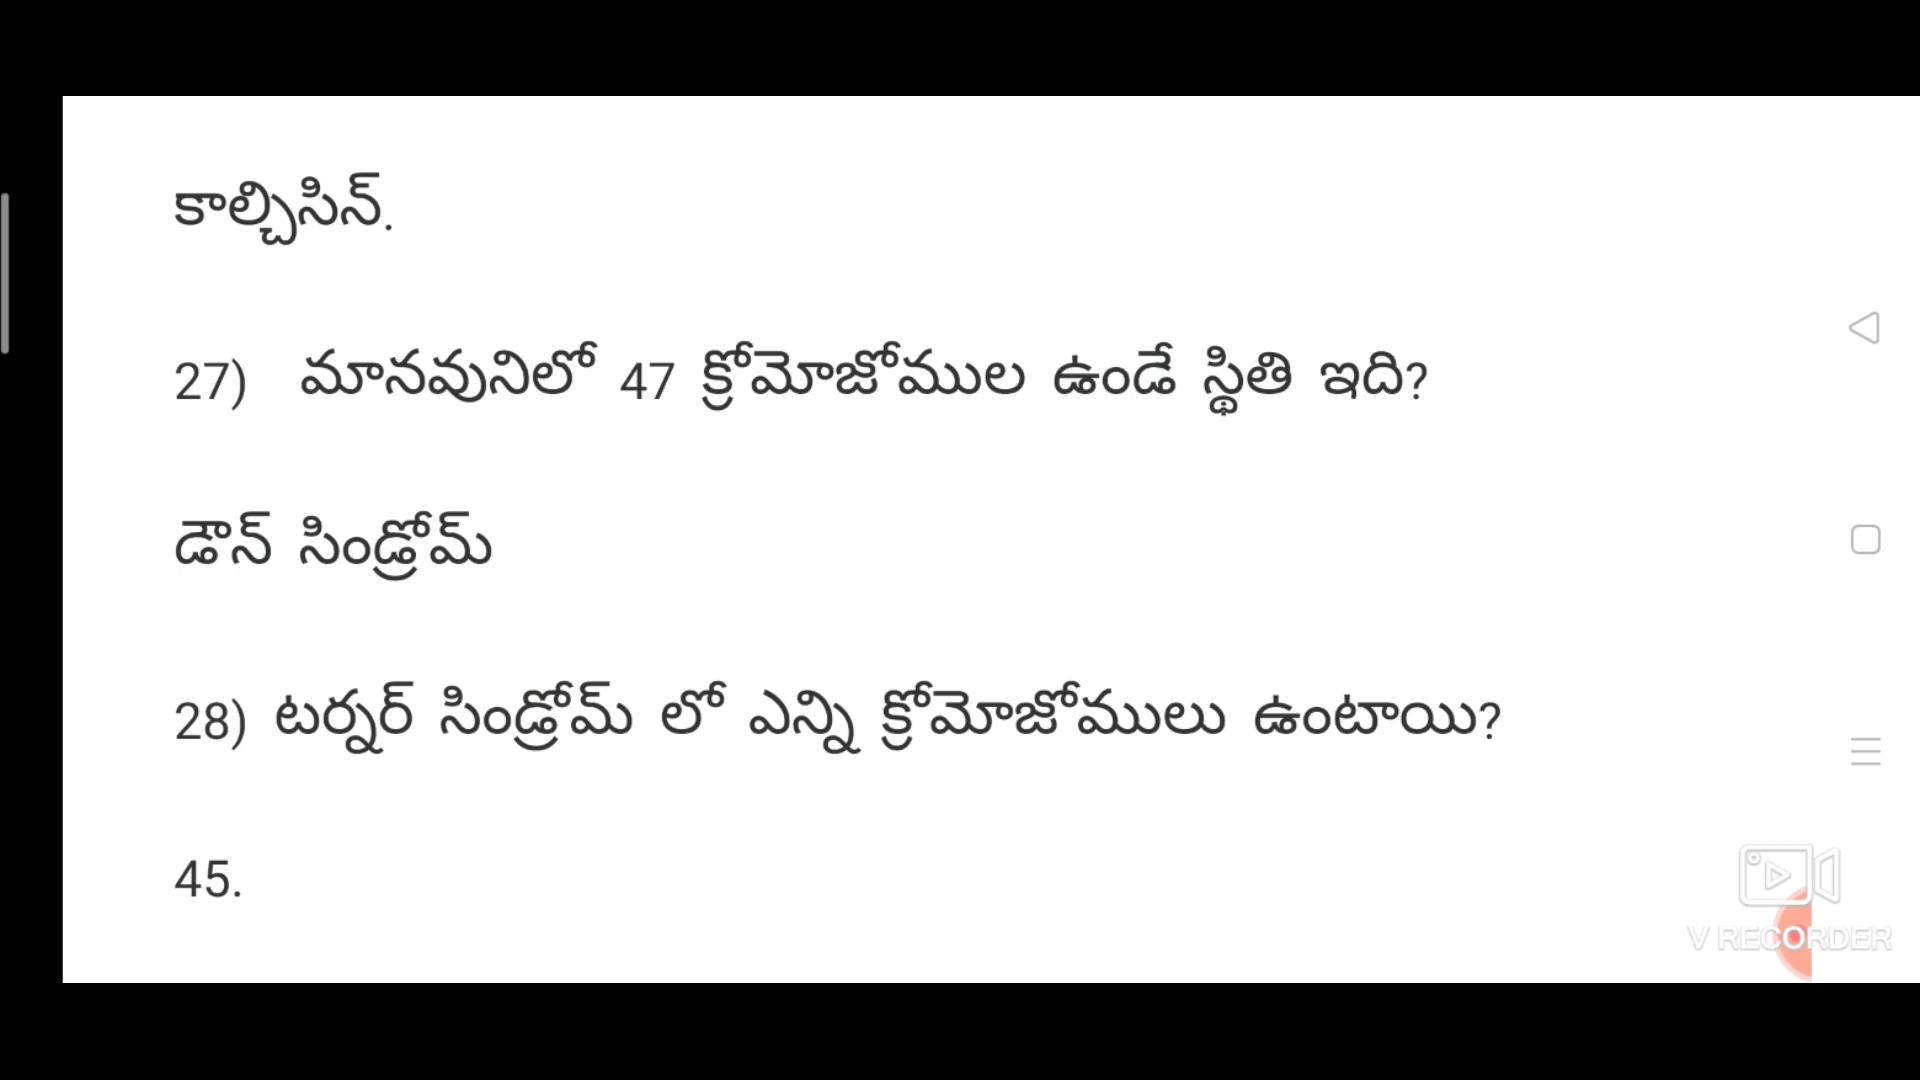 కాల్చిసిన్.
27) మానవునిలో 47 క్రోమోజోముల ఉండే స్థితి ఇది?
డౌన్ సిండ్రోమ్
28) టర్నర్ సిండ్రోమ్ లో ఎన్ని క్రోమోజోములు ఉంటాయి?
45.
V RECORDER